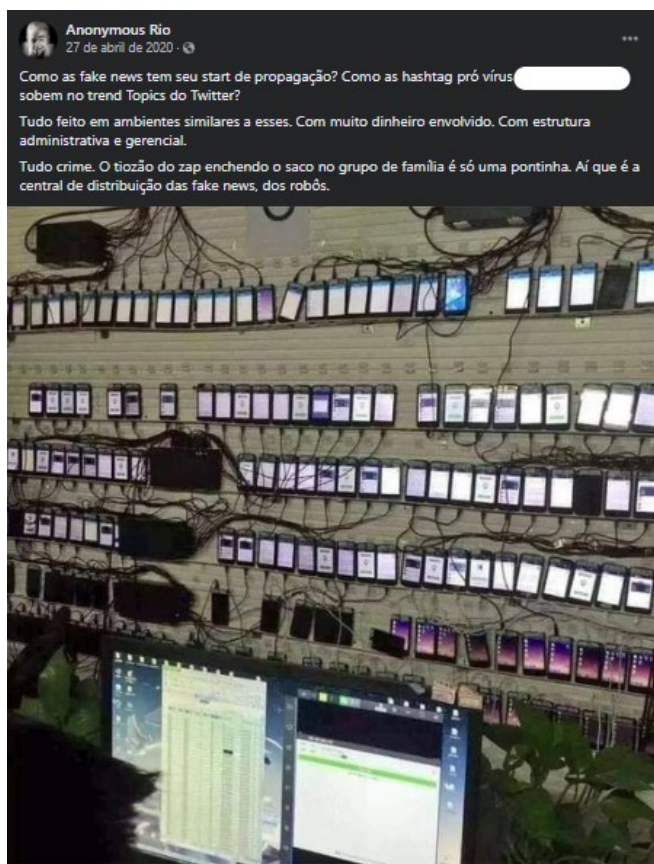 Anonymous Rio
27 de abril de 2020 ·
Como as fake news tem seu start de propagação? Como as hashtag pró vírus
sobem no trend Topics do Twitter?
Tudo feito em ambientes similares a esses. Com muito dinheiro envolvido. Com estrutura
administrativa e gerencial.
Tudo crime. O tiozão do zap enchendo o saco no grupo de família é só uma pontinha. Aí que é a
central de distribuição das fake news, dos robôs.